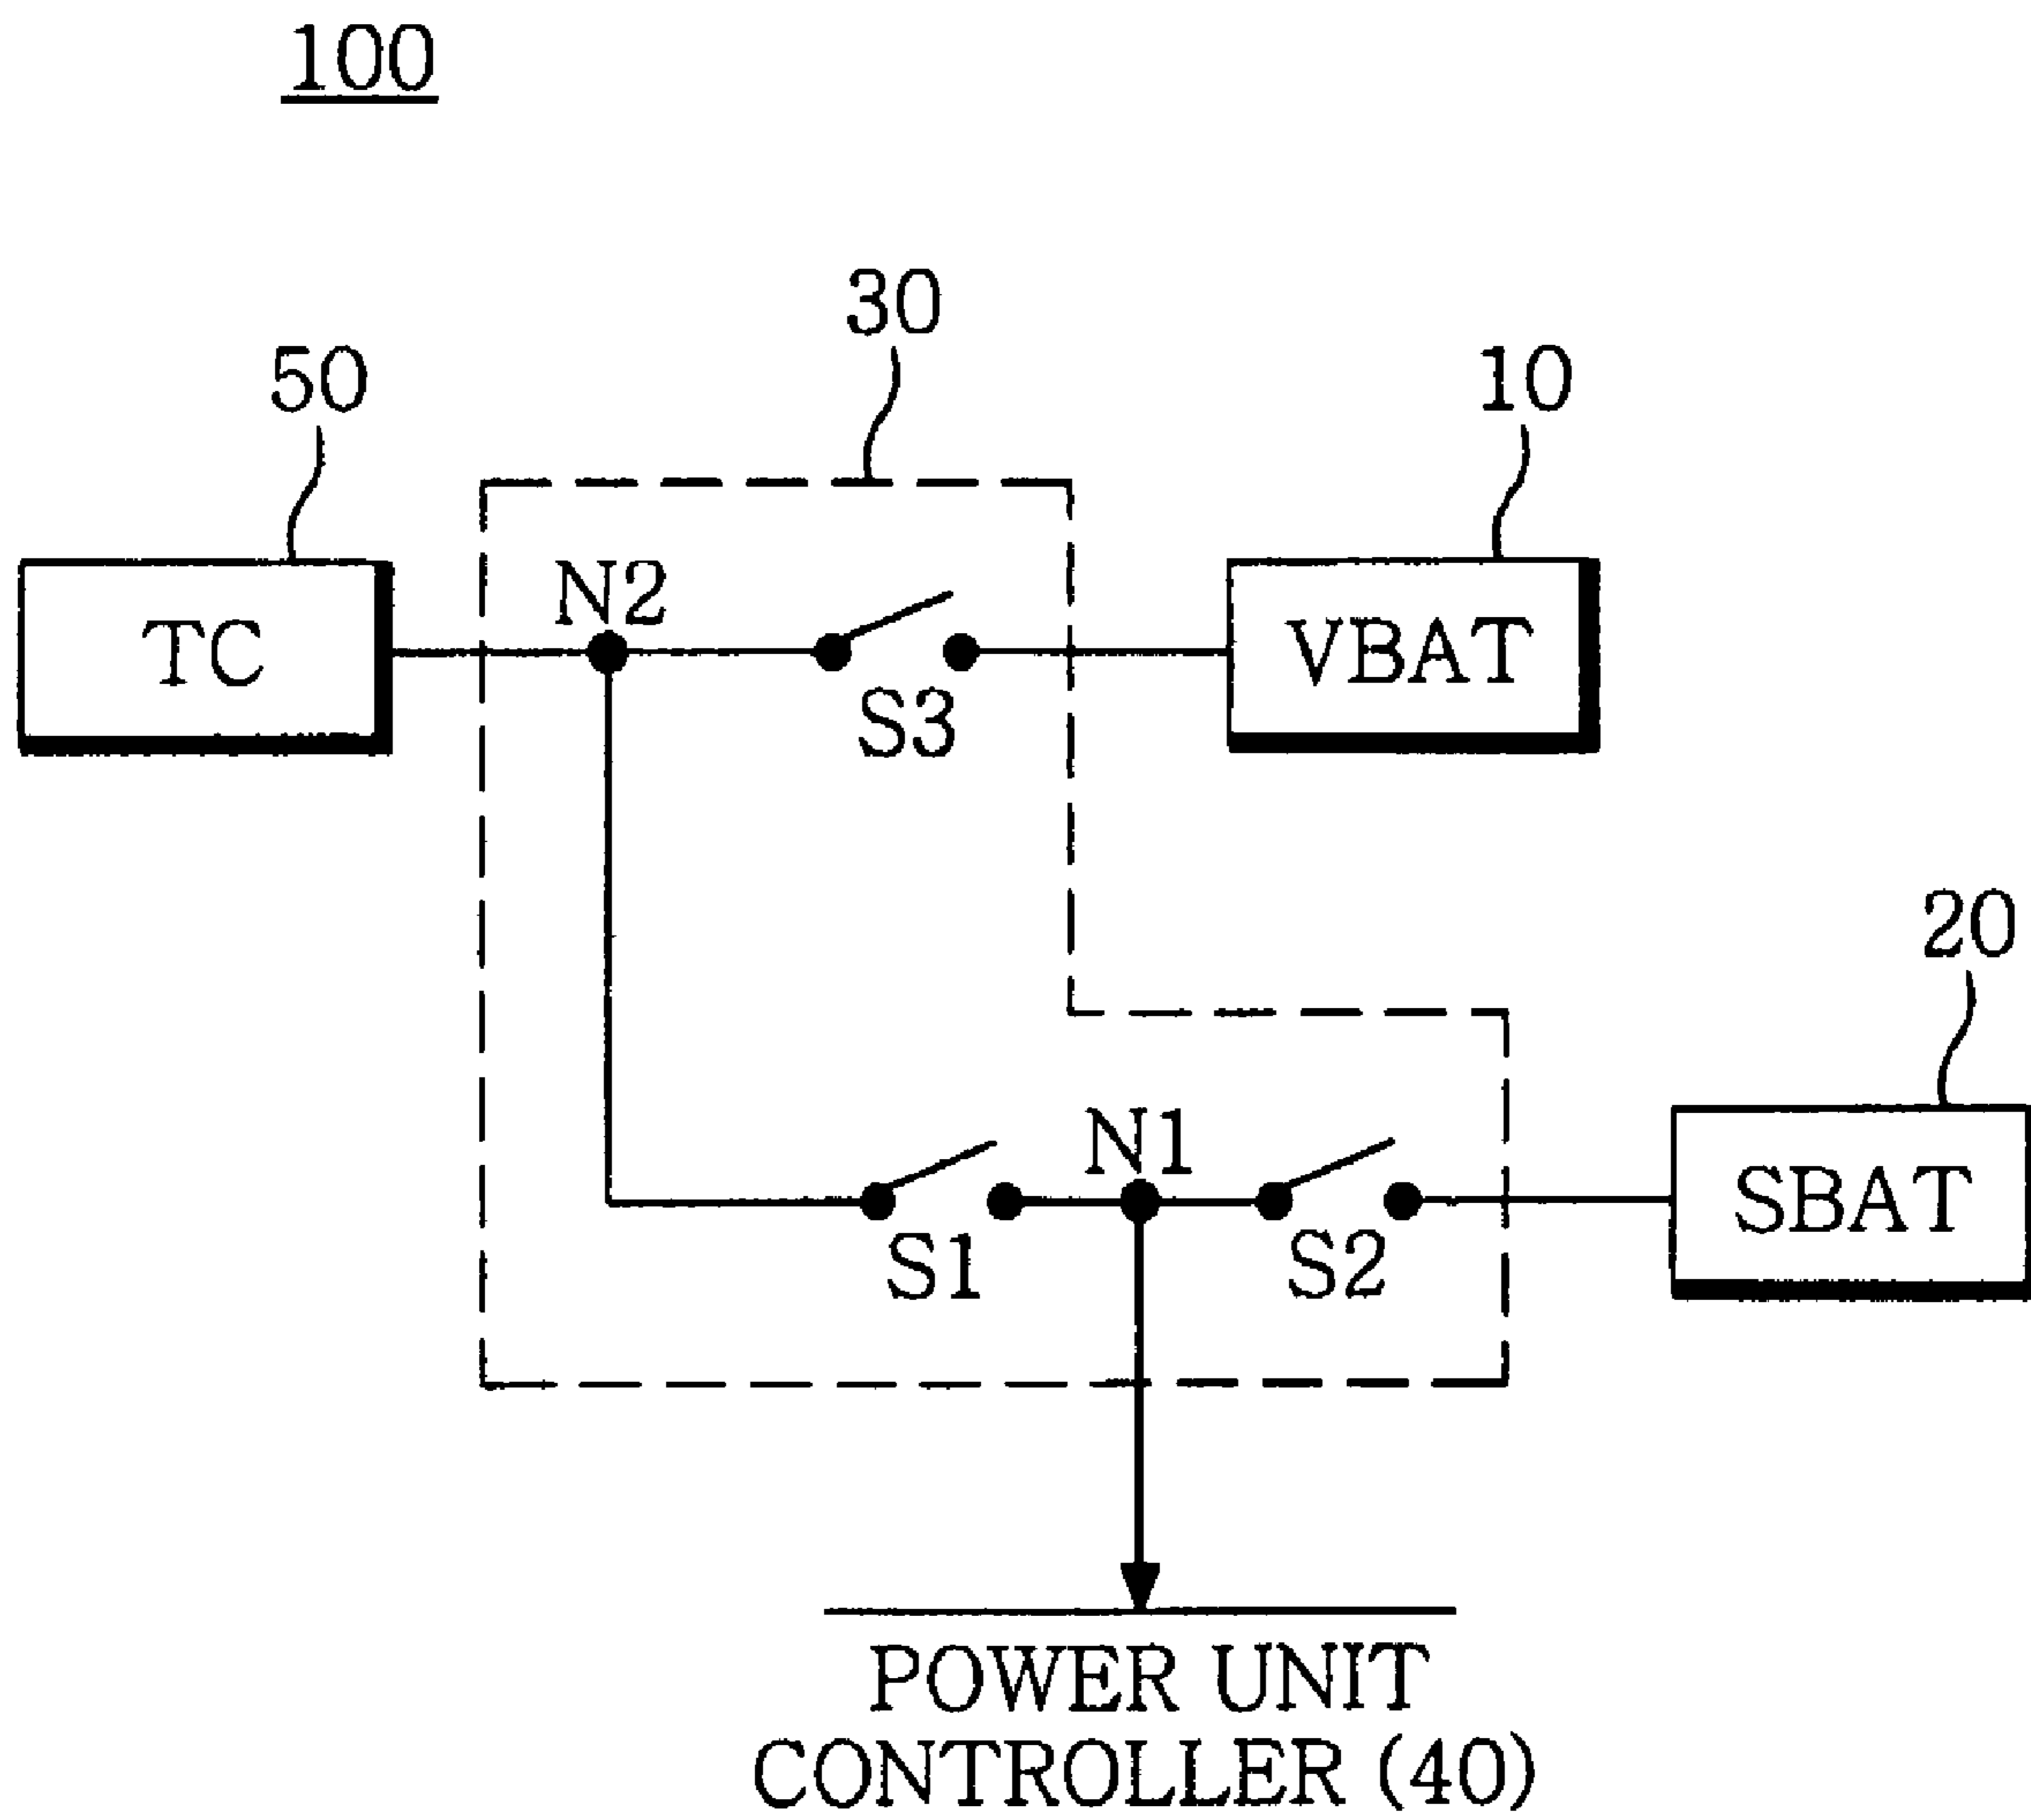 100
30
50
10
N2
TC
VBAT
S3
20
N1
SBAT
S1
S2
POWER UNIT
CONTROLLER (40)